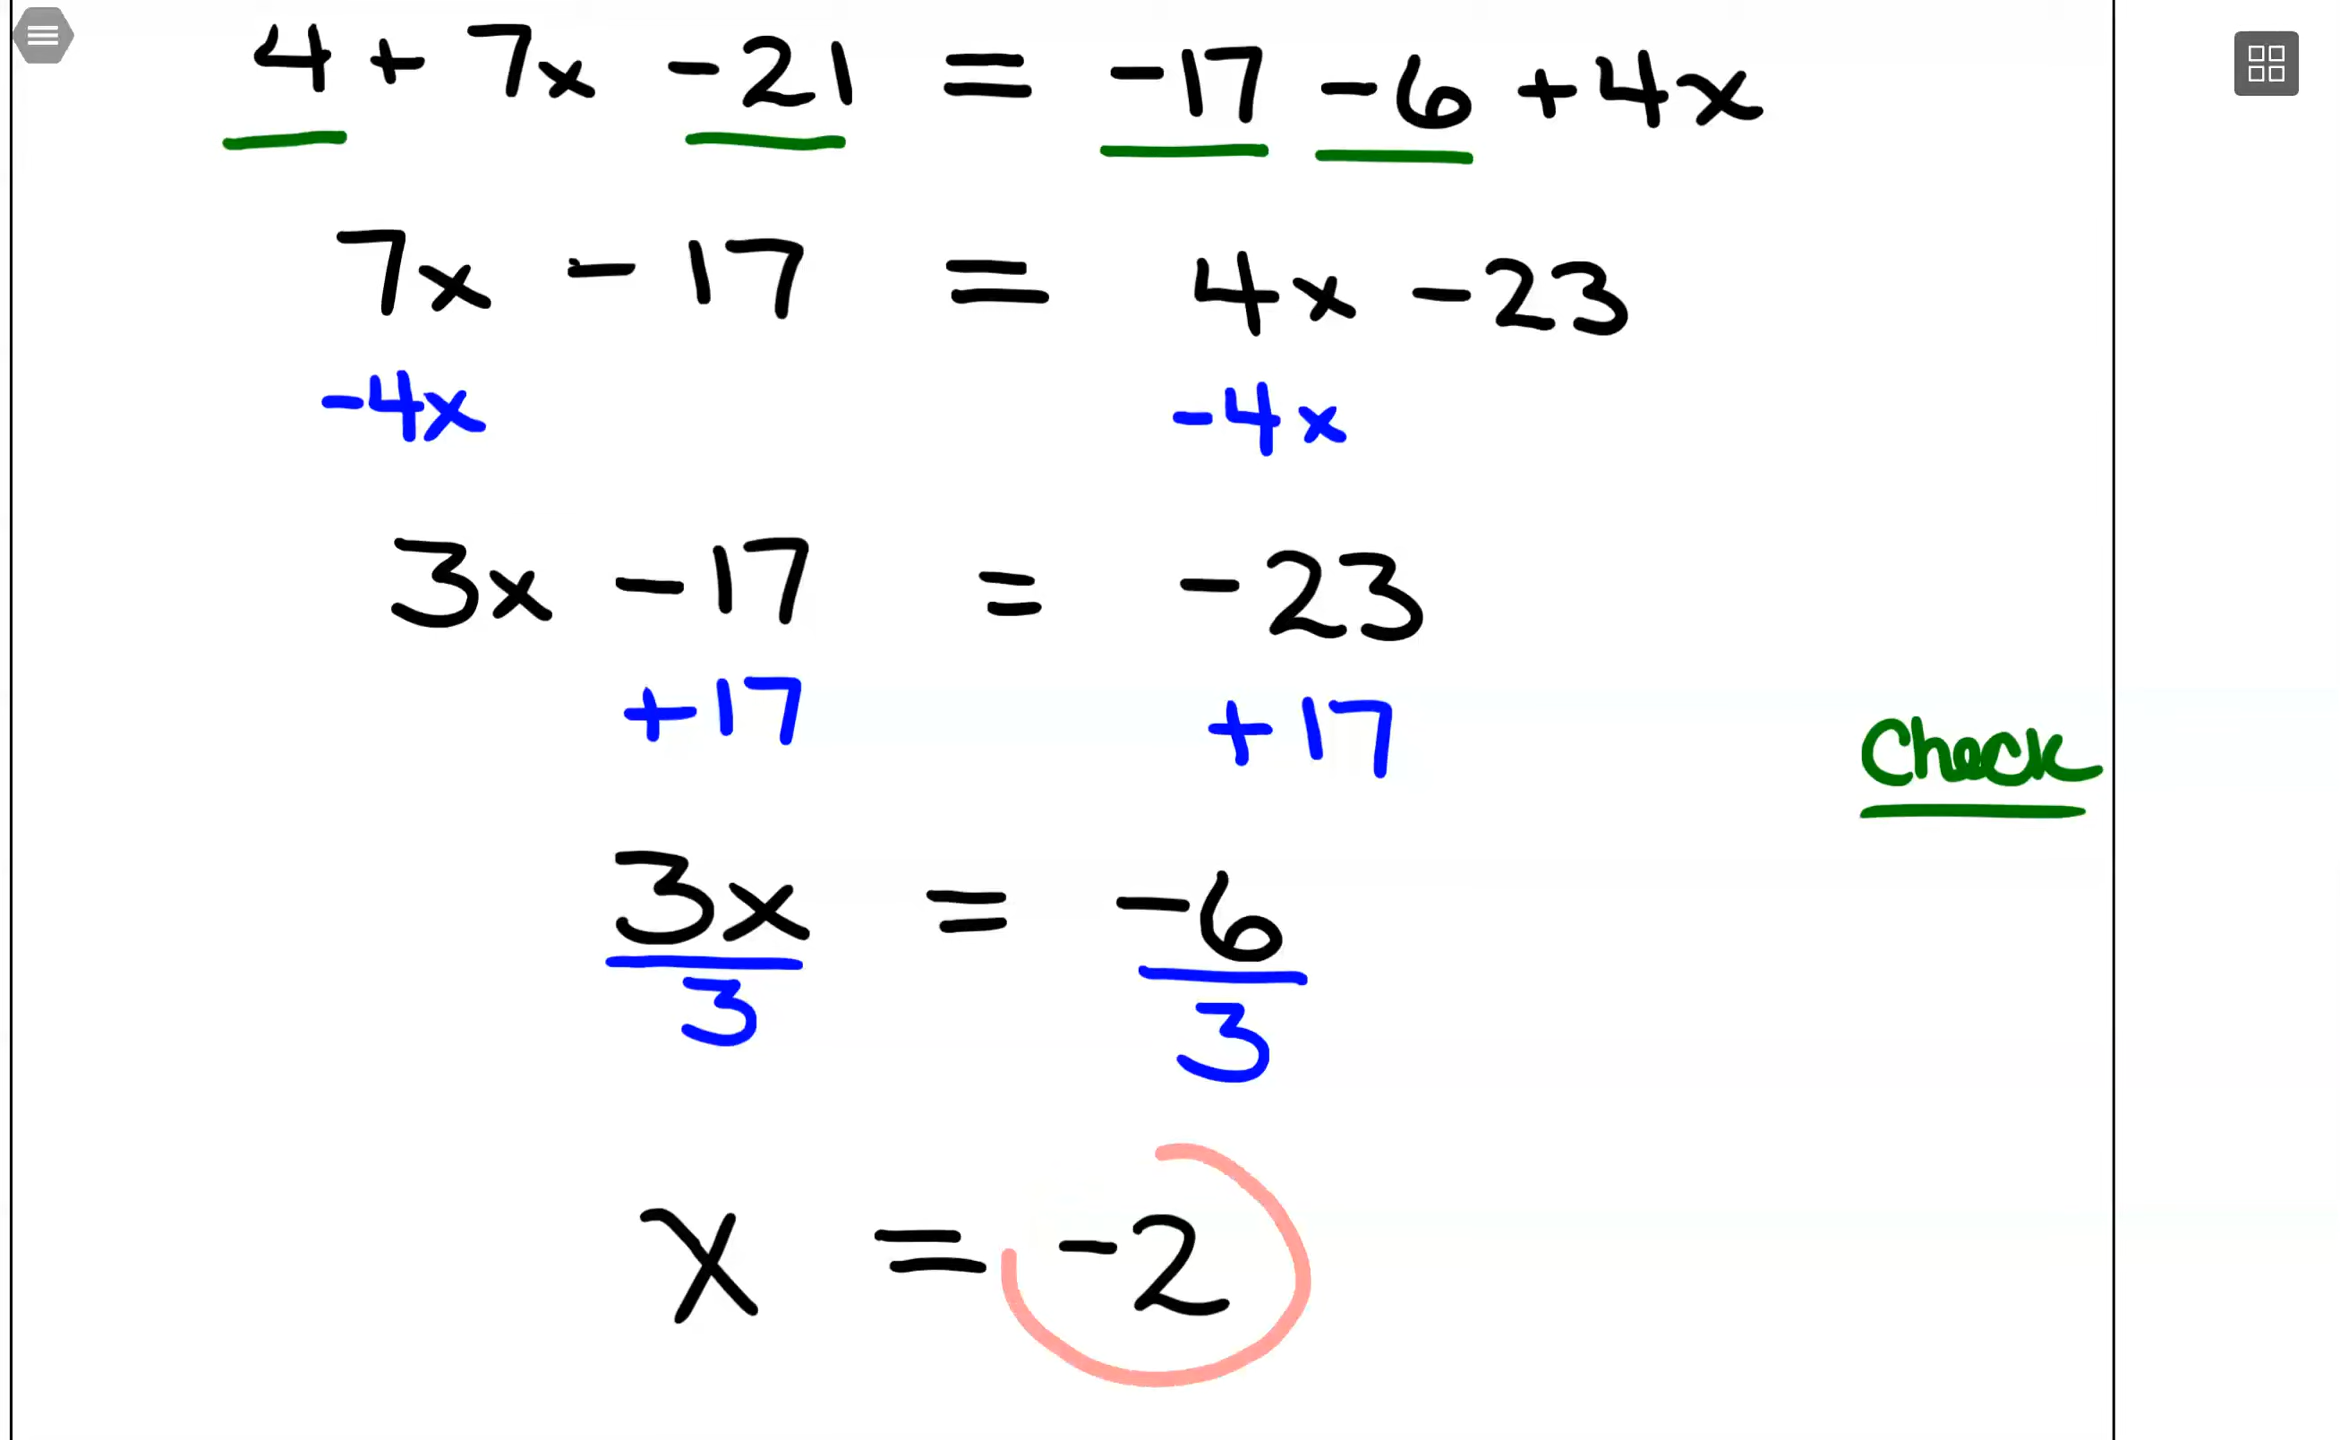 4 + 7x - 21 = -17 - 6 + 4x
7x - 17 = 4x - 23
-4x -4x
3x - 17 = -23
+17 +17
Check
3x = -6
3 3
x = -2